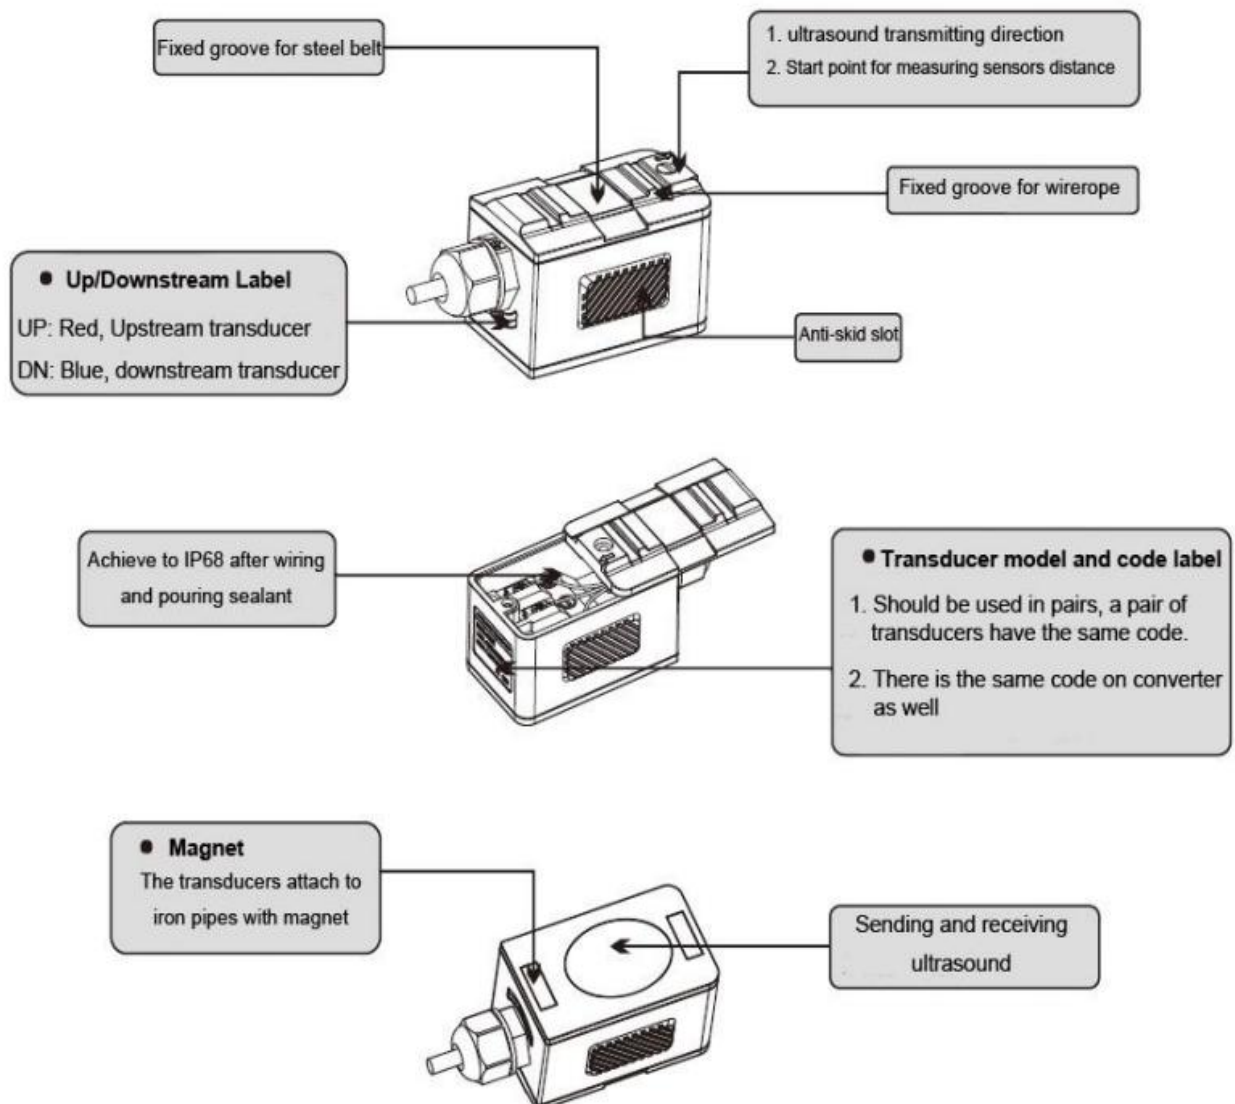 Fixed groove for steel belt
1. ultrasound transmitting direction
2. Start point for measuring sensors distance
Fixed groove for wirerope
● Up/Downstream Label
UP: Red, Upstream transducer
DN: Blue, downstream transducer
Anti-skid slot
Achieve to IP68 after wiring
and pouring sealant
● Transducer model and code label
1. Should be used in pairs, a pair of
transducers have the same code.
2. There is the same code on converter
as well
● Magnet
The transducers attach to
iron pipes with magnet
Sending and receiving
ultrasound